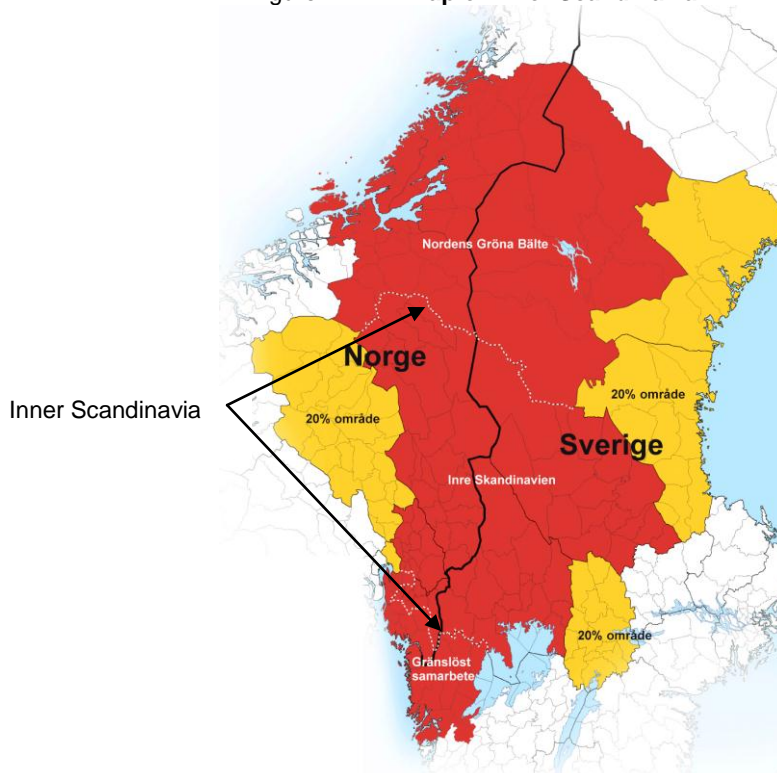 Nordens Gröna Bälte
Norge
Inner Scandinavia
20% område
20% område
Sverige
Inre Skandinavien
20% område
Gränslöst
samarbete